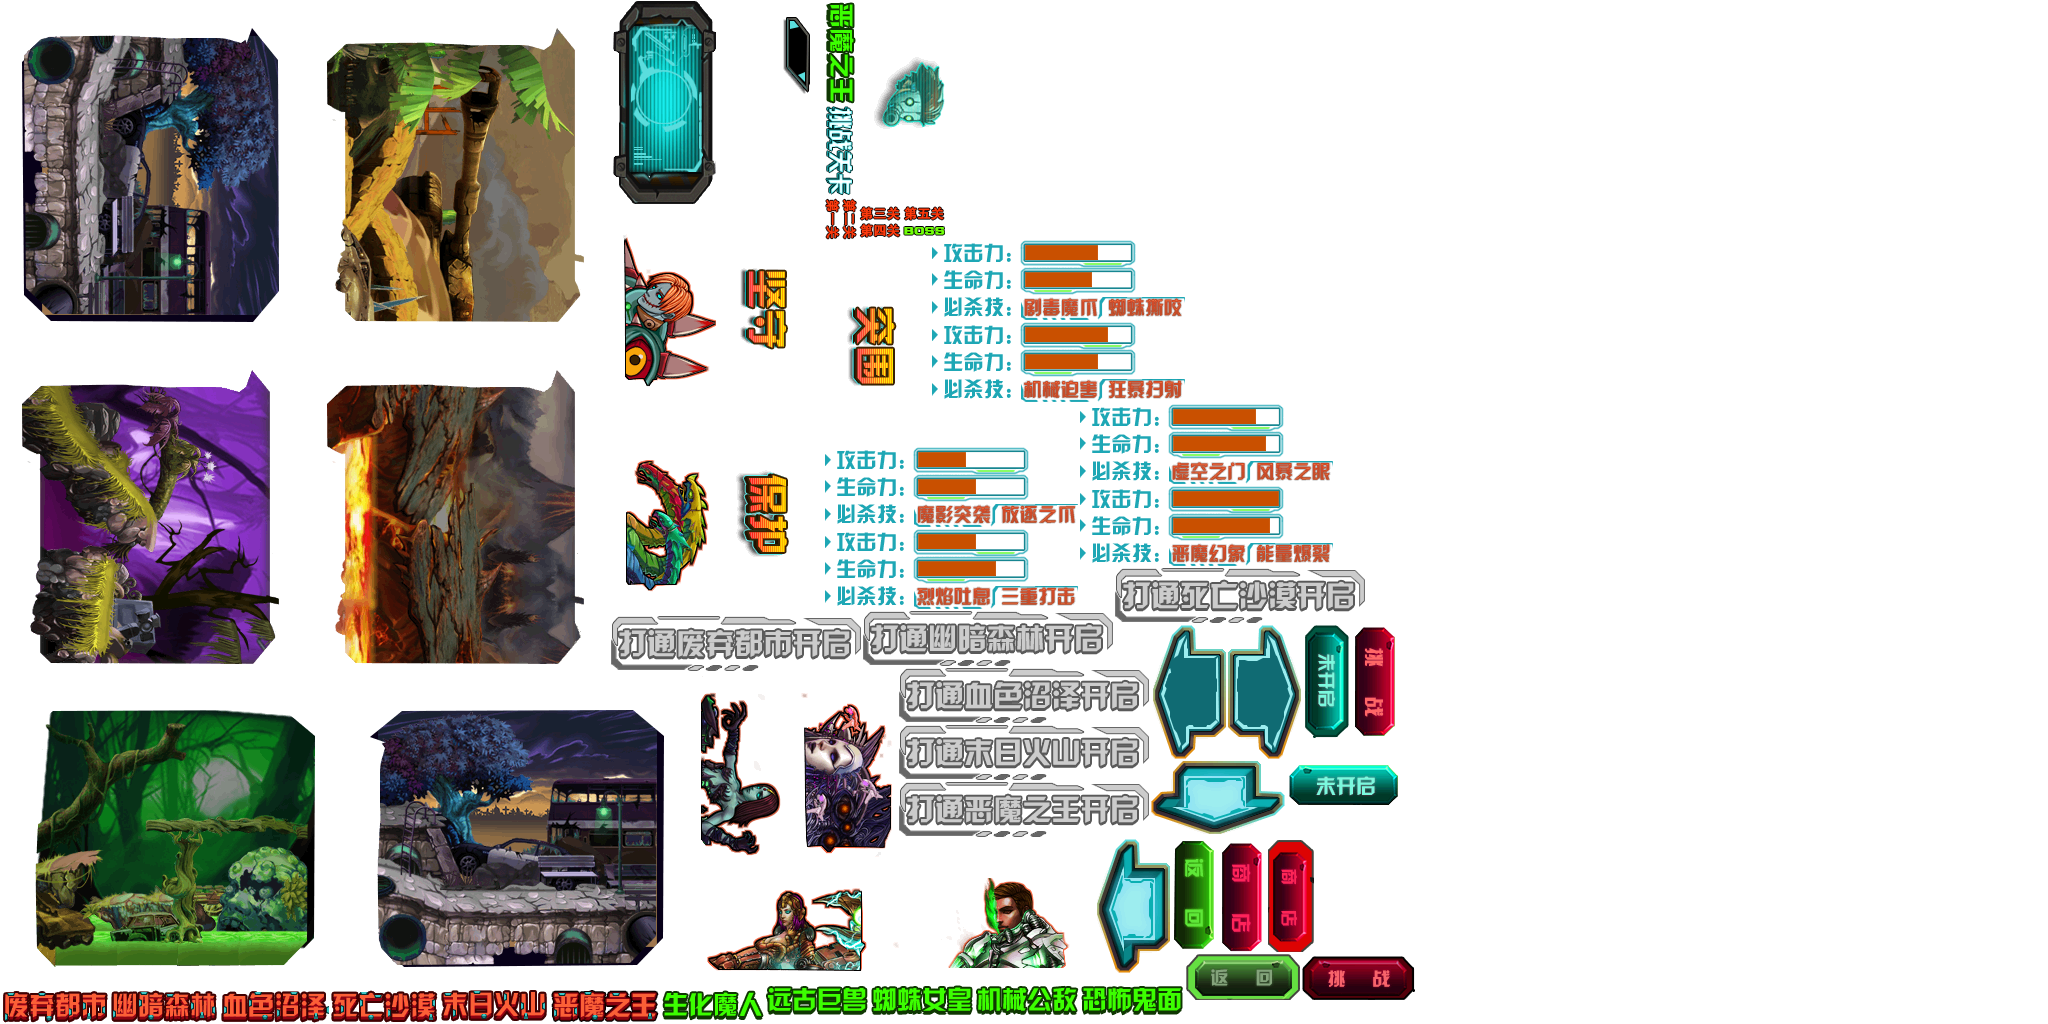 恶魔之王
挑战关卡
第一关
第二关
第三关
第五关
第四关
BOSS
攻击力：
生命力：
必杀技：剧毒魔爪 蜘蛛撕咬
攻击力：
生命力：
必杀技：机械迫害 狂暴扫射
坚守
突围
保护
攻击力：
生命力：
必杀技：虚空之门 风暴之眼
攻击力：
生命力：
必杀技：恶魔幻象 能量爆裂
攻击力：
生命力：
必杀技：魔影突袭 放逐之爪
攻击力：
生命力：
必杀技：烈焰吐息 三重打击
打通死亡沙漠开启
打通废弃都市开启
打通幽暗森林开启
打通血色沼泽开启
打通末日火山开启
打通恶魔之王开启
未开启
挑战
未开启
返回
商店
商店
返回
挑战
废弃都市
幽暗森林
血色沼泽
死亡沙漠
末日火山
恶魔之王
生化魔人
远古巨兽
蜘蛛女皇
机械公敌
恐怖鬼面